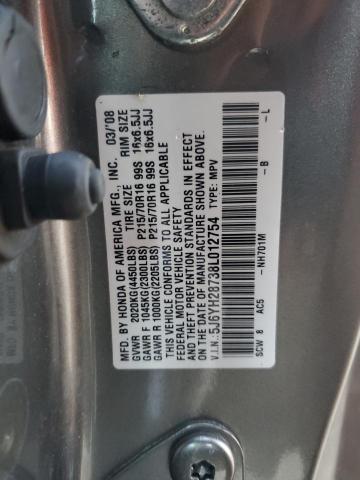 MFD. BY HONDA OF AMERICA MFG., INC. 03/'08
GVWR 2020KG(4450LBS) TIRE SIZE RIM SIZE
GAWR F 1045KG(2300LBS) P215/70R16 99S 16x6.5JJ
GAWR R 1000KG(2205LBS) P215/70R16 99S 16x6.5JJ
THIS VEHICLE CONFORMS TO ALL APPLICABLE
FEDERAL MOTOR VEHICLE SAFETY
AND THEFT PREVENTION STANDARDS IN EFFECT
ON THE DATE OF MANUFACTURE SHOWN ABOVE.
V.I.N.: 5J6YH28738L012754 TYPE: MPV
SCW 8 AC5 -NH701M -B -L